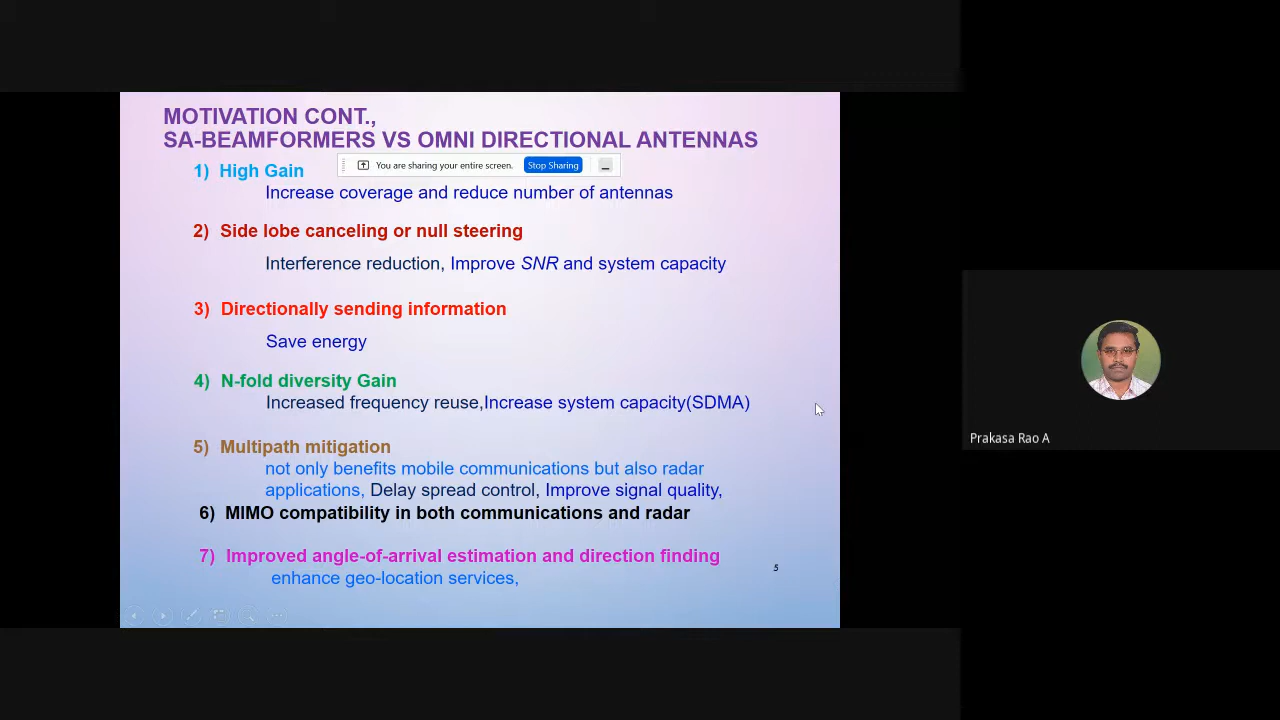 MOTIVATION CONT.,
SA-BEAMFORMERS VS OMNI DIRECTIONAL ANTENNAS
You are sharing your entire screen. Stop Sharing
1) High Gain
Increase coverage and reduce number of antennas
2) Side lobe canceling or null steering
Interference reduction, Improve SNR and system capacity
3) Directionally sending information
Save energy
4) N-fold diversity Gain
Increased frequency reuse,Increase system capacity(SDMA)
5) Multipath mitigation
not only benefits mobile communications but also radar
applications, Delay spread control, Improve signal quality,
6) MIMO compatibility in both communications and radar
7) Improved angle-of-arrival estimation and direction finding
enhance geo-location services,
5
Prakasa Rao A